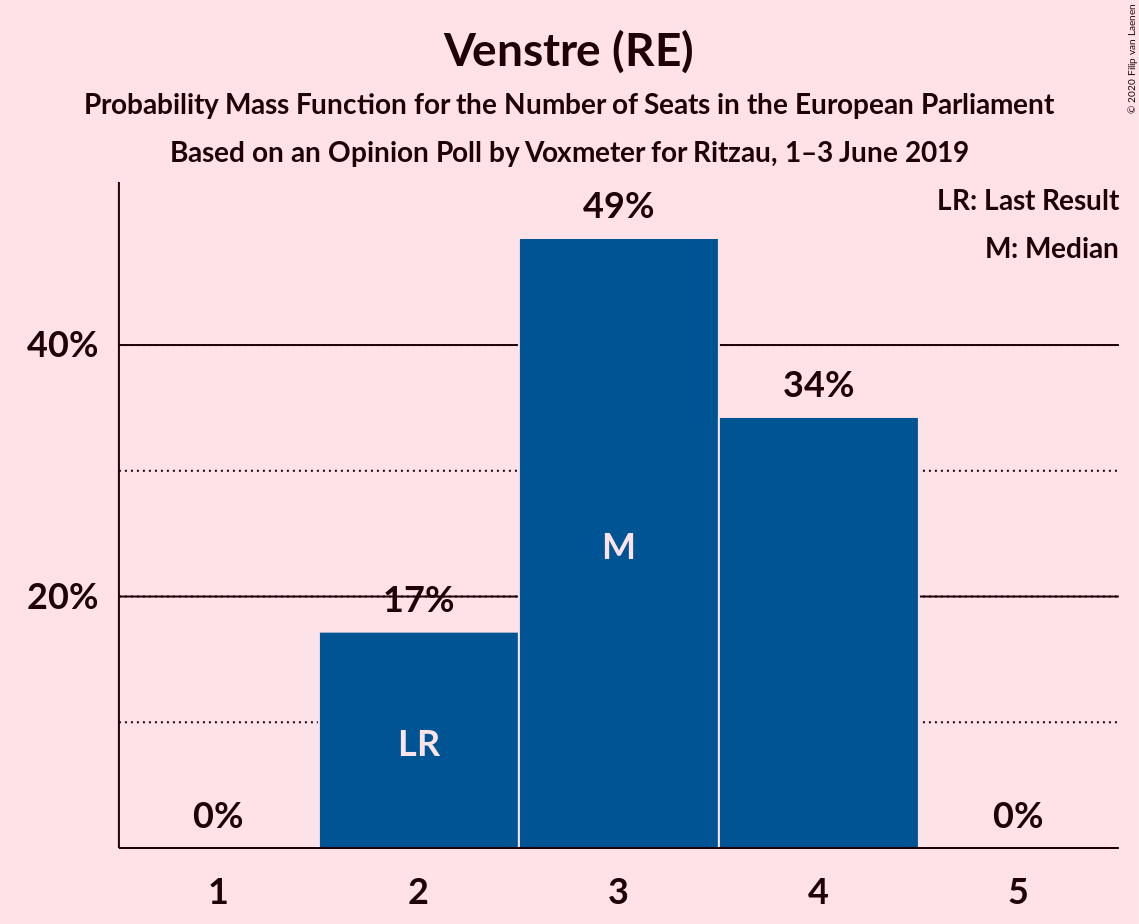 Venstre (RE)
Probability Mass Function for the Number of Seats in the European Parliament
Based on an Opinion Poll by Voxmeter for Ritzau, 1–3 June 2019
© 2020 Filip van Laenen
LR: Last Result
M: Median
49%
40%
34%
M
20%
17%
LR
0%
0%
1
2
3
4
5